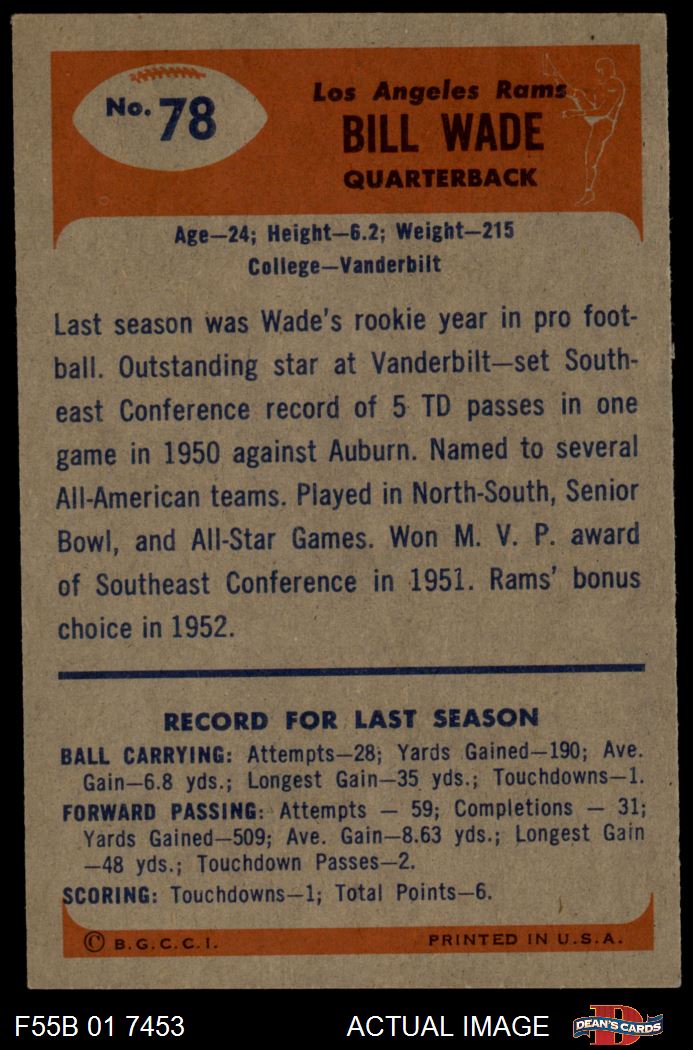 No. 78
Los Angeles Rams
BILL WADE
QUARTERBACK
Age—24; Height—6.2; Weight—215
College—Vanderbilt
Last season was Wade's rookie year in pro foot-
ball. Outstanding star at Vanderbilt—set South-
east Conference record of 5 TD passes in one
game in 1950 against Auburn. Named to several
All-American teams. Played in North-South, Senior
Bowl, and All-Star Games. Won M. V. P. award
of Southeast Conference in 1951. Rams' bonus
choice in 1952.
RECORD FOR LAST SEASON
BALL CARRYING: Attempts—28; Yards Gained—190; Ave.
Gain—6.8 yds.; Longest Gain—35 yds.; Touchdowns—1.
FORWARD PASSING: Attempts — 59; Completions — 31;
Yards Gained—509; Ave. Gain—8.63 yds.; Longest Gain
—48 yds.; Touchdown Passes—2.
SCORING: Touchdowns—1; Total Points—6.
© B.G.C.C.I. PRINTED IN U.S.A.
F55B 01 7453 ACTUAL IMAGE D DEAN'S CARDS